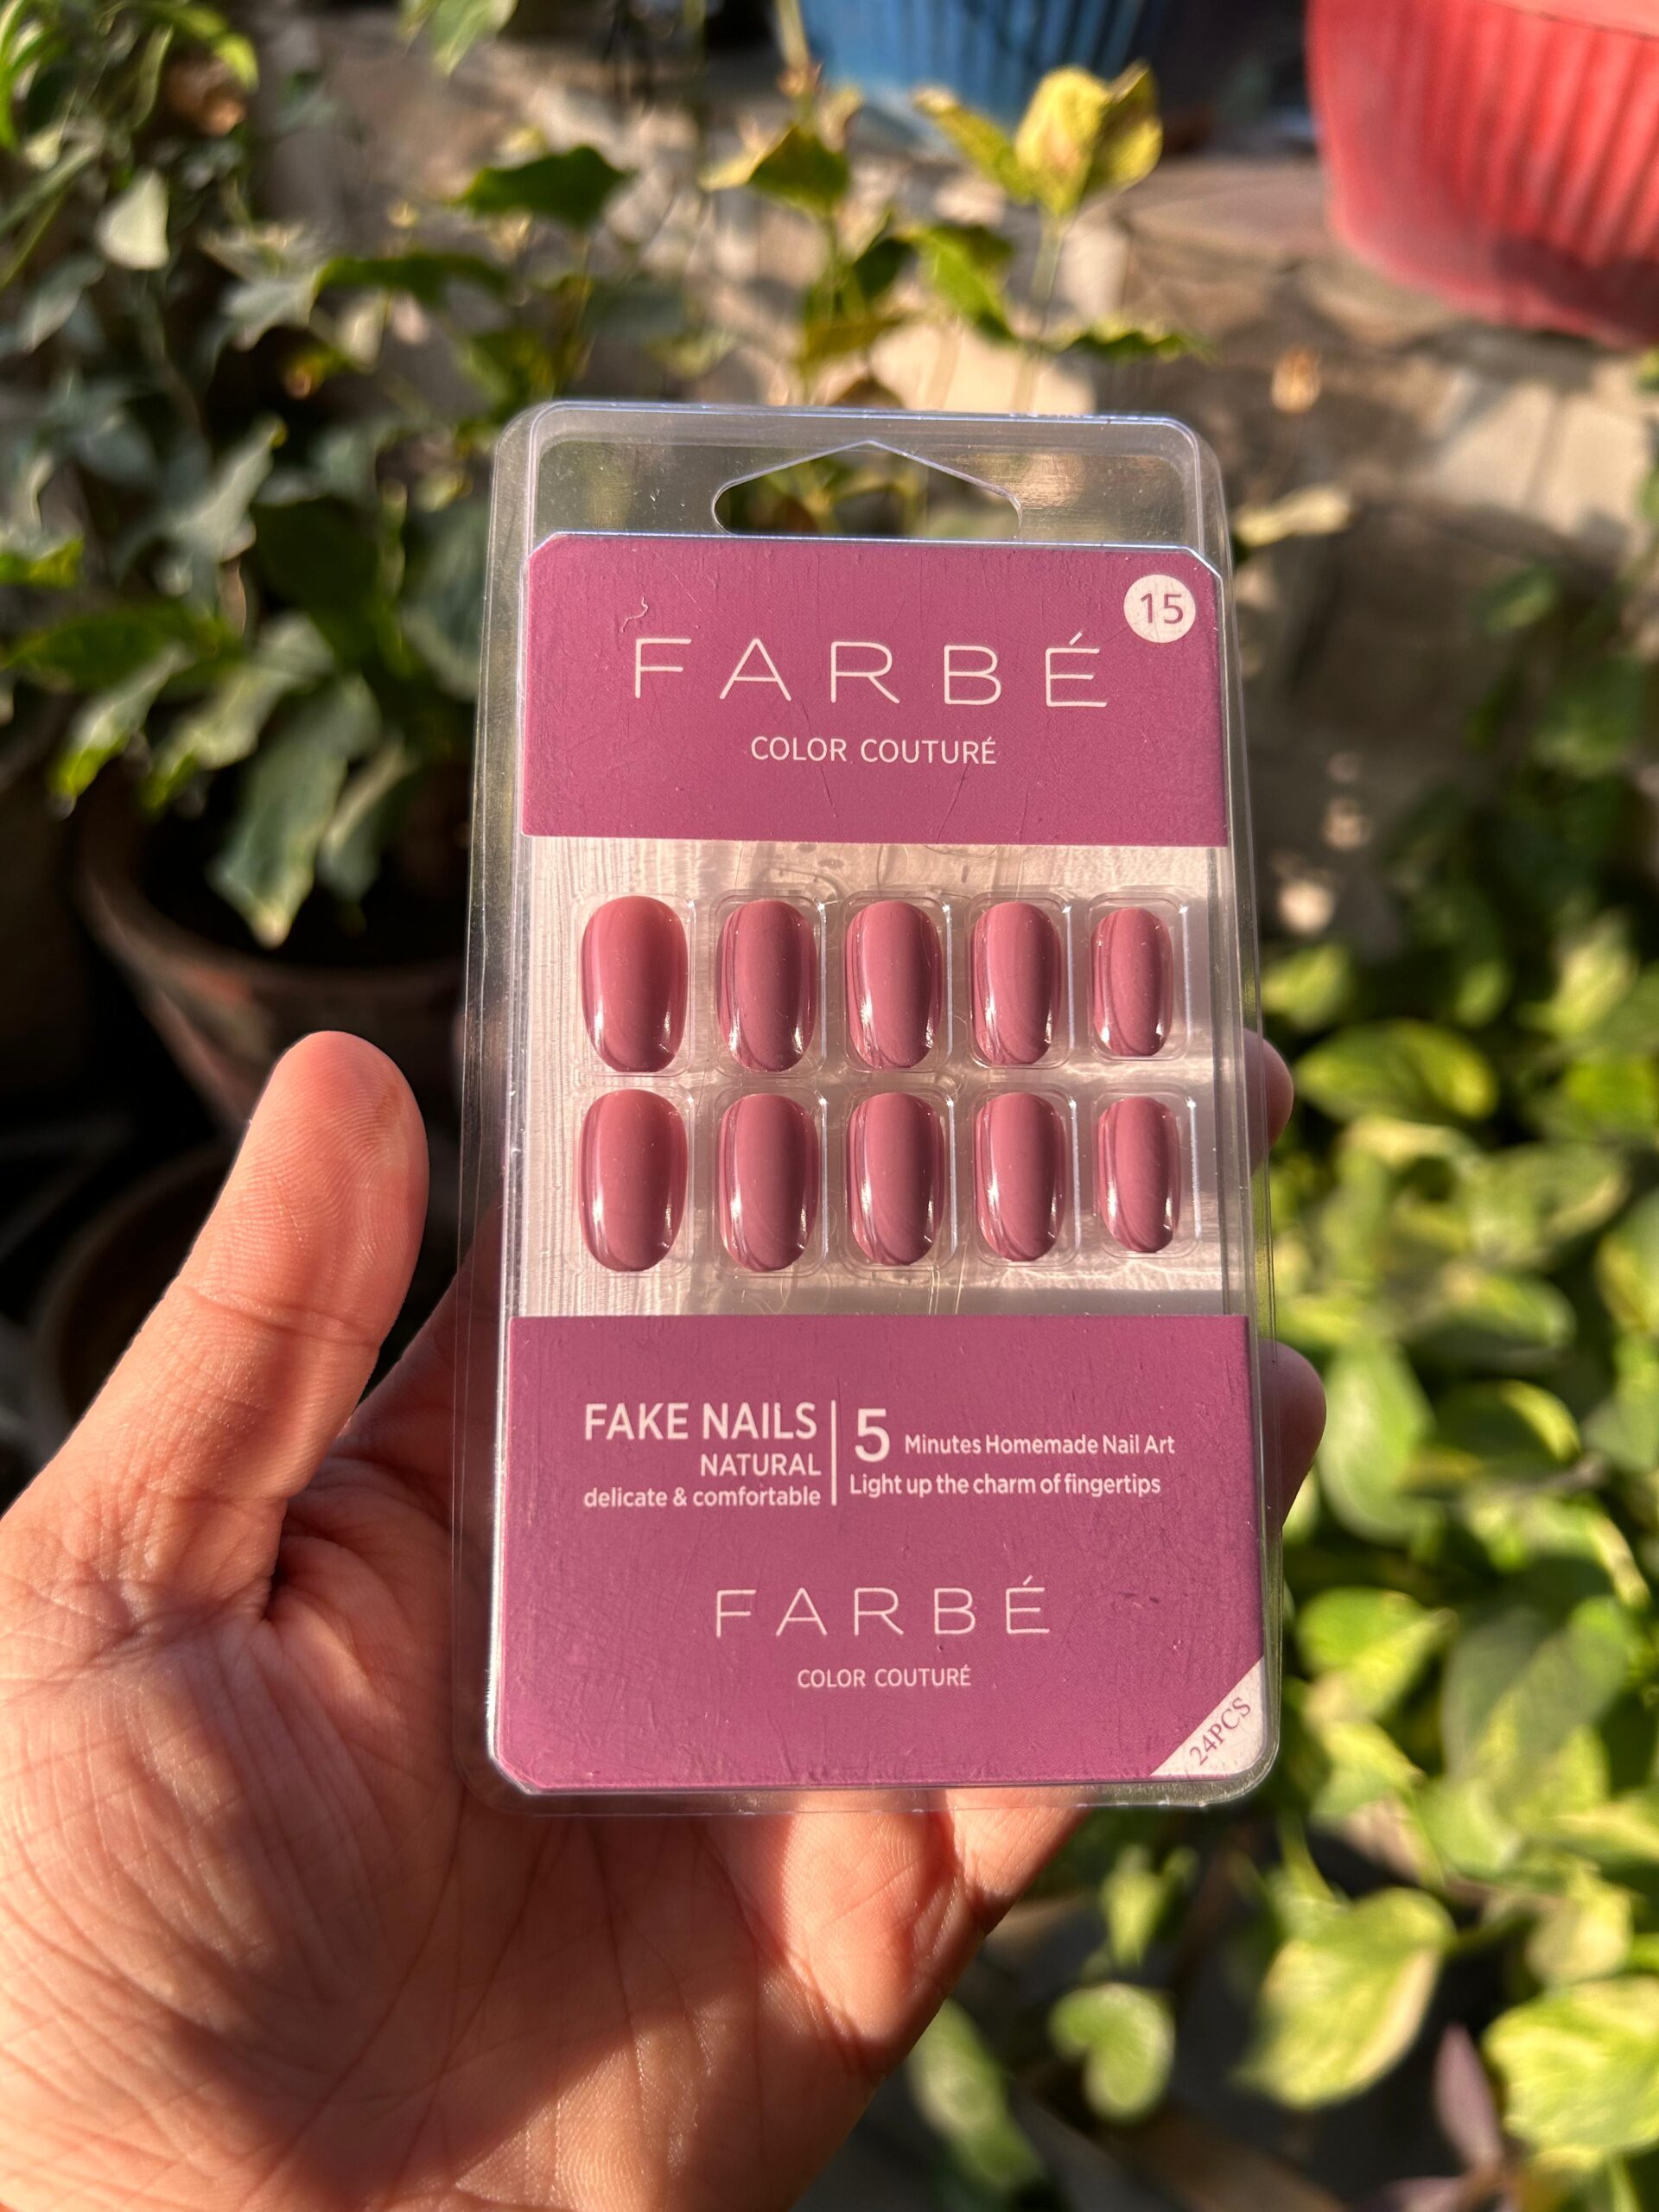 15
FARBÉ
COLOR COUTURÉ
FAKE NAILS
NATURAL
delicate & comfortable
5 Minutes Homemade Nail Art
Light up the charm of fingertips
FARBÉ
COLOR COUTURÉ
24PCS